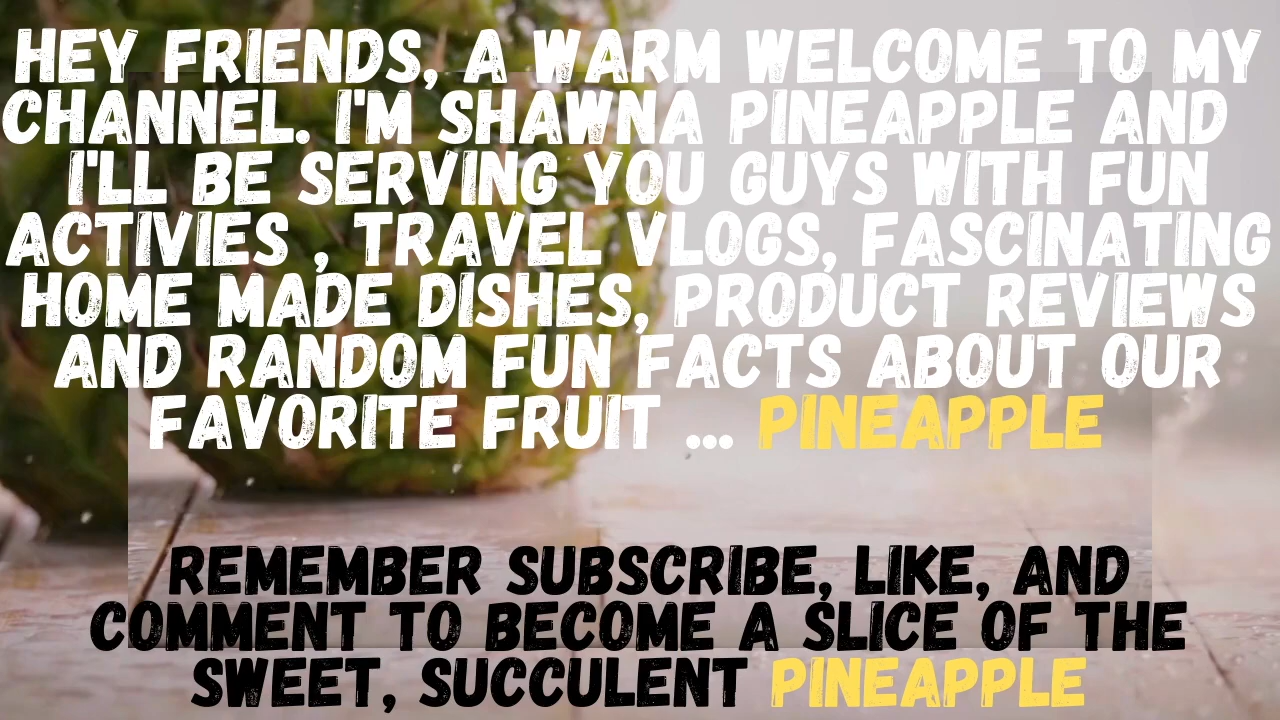 HEY FRIENDS, A WARM WELCOME TO MY
CHANNEL. I'M SHAWNA PINEAPPLE AND
I'LL BE SERVING YOU GUYS WITH FUN
ACTIVIES , TRAVEL VLOGS, FASCINATING
HOME MADE DISHES, PRODUCT REVIEWS
AND RANDOM FUN FACTS ABOUT OUR
FAVORITE FRUIT ... PINEAPPLE
REMEMBER SUBSCRIBE, LIKE, AND
COMMENT TO BECOME A SLICE OF THE
SWEET, SUCCULENT PINEAPPLE